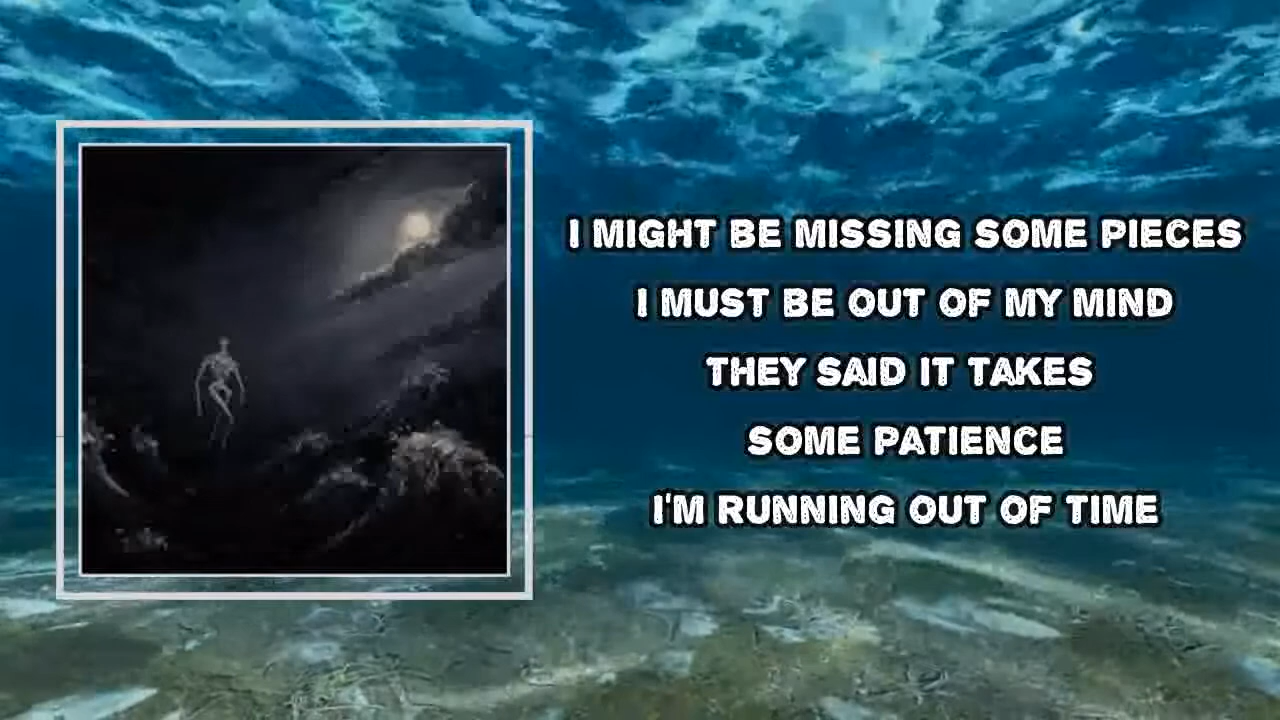 I MIGHT BE MISSING SOME PIECES
I MUST BE OUT OF MY MIND
THEY SAID IT TAKES
SOME PATIENCE
I'M RUNNING OUT OF TIME